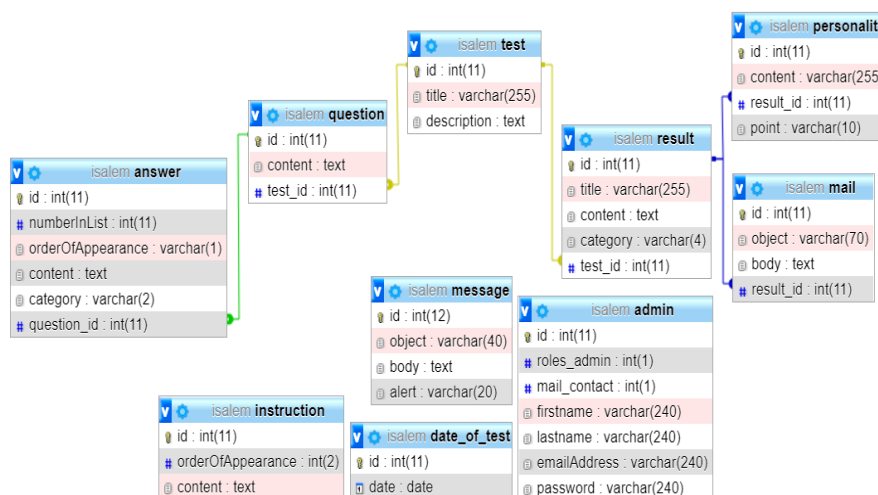 isalem answer
id : int(11)
numberInList : int(11)
orderOfAppearance : varchar(1)
content : text
category : varchar(2)
question_id : int(11)
isalem question
id : int(11)
content : text
test_id : int(11)
isalem test
id : int(11)
title : varchar(255)
description : text
isalem result
id : int(11)
title : varchar(255)
content : text
category : varchar(4)
test_id : int(11)
isalem personalit
id : int(11)
content : varchar(255
result_id : int(11)
point : varchar(10)
isalem mail
id : int(11)
object : varchar(70)
body : text
result_id : int(11)
isalem message
id : int(12)
object : varchar(40)
body : text
alert : varchar(20)
isalem admin
id : int(11)
roles_admin : int(1)
mail_contact : int(1)
firstname : varchar(240)
lastname : varchar(240)
emailAddress : varchar(240)
password : varchar(240)
isalem instruction
id : int(11)
orderOfAppearance : int(2)
content : text
isalem date_of_test
id : int(11)
date : date